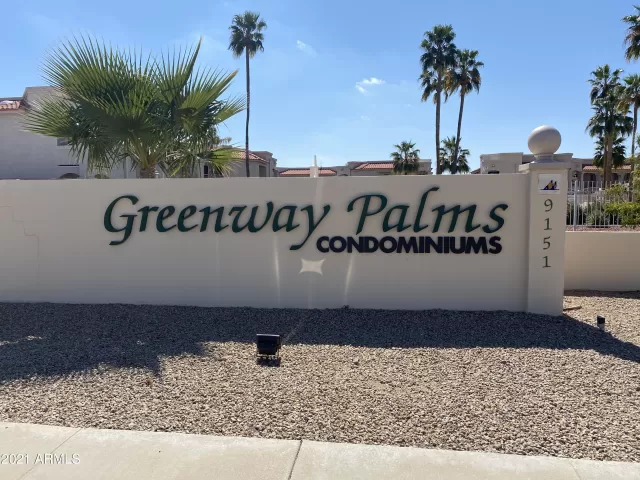 Greenway Palms
CONDOMINIUMS
9151
2021 ARMLS